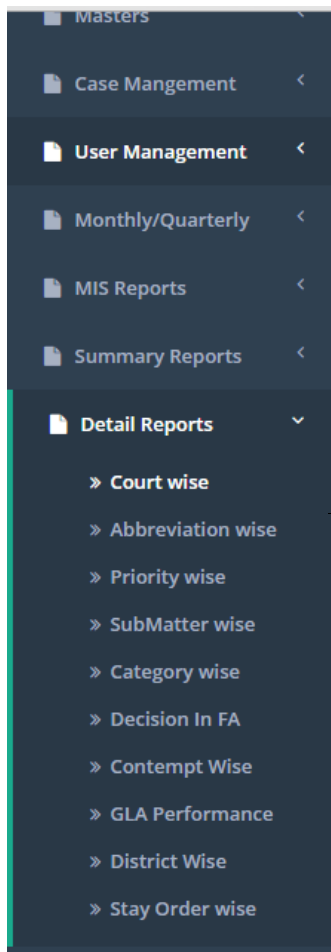 Masters
Case Mangement
User Management
Monthly/Quarterly
MIS Reports
Summary Reports
Detail Reports
» Court wise
» Abbreviation wise
» Priority wise
» SubMatter wise
» Category wise
» Decision In FA
» Contempt Wise
» GLA Performance
» District Wise
» Stay Order wise